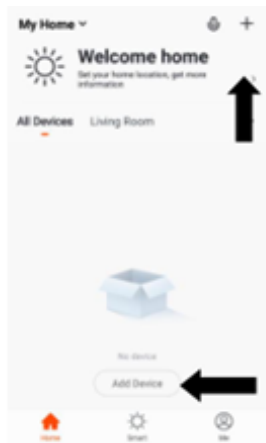 My Home
Welcome home
Set your home location, get more
information
All Devices Living Room
No device
Add Device
Home Smart Me